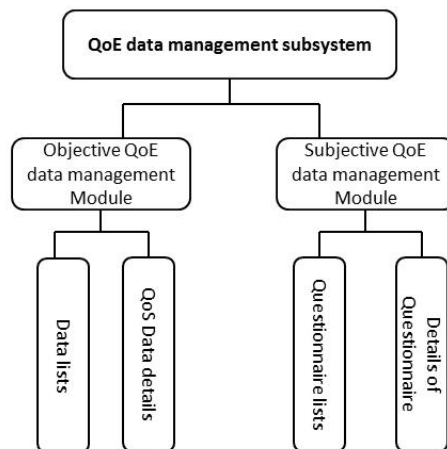 QoE data management subsystem
Objective QoE
data management
Module
Subjective QoE
data management
Module
Data lists
QoS Data details
Questionnaire lists
Details of
Questionnaire